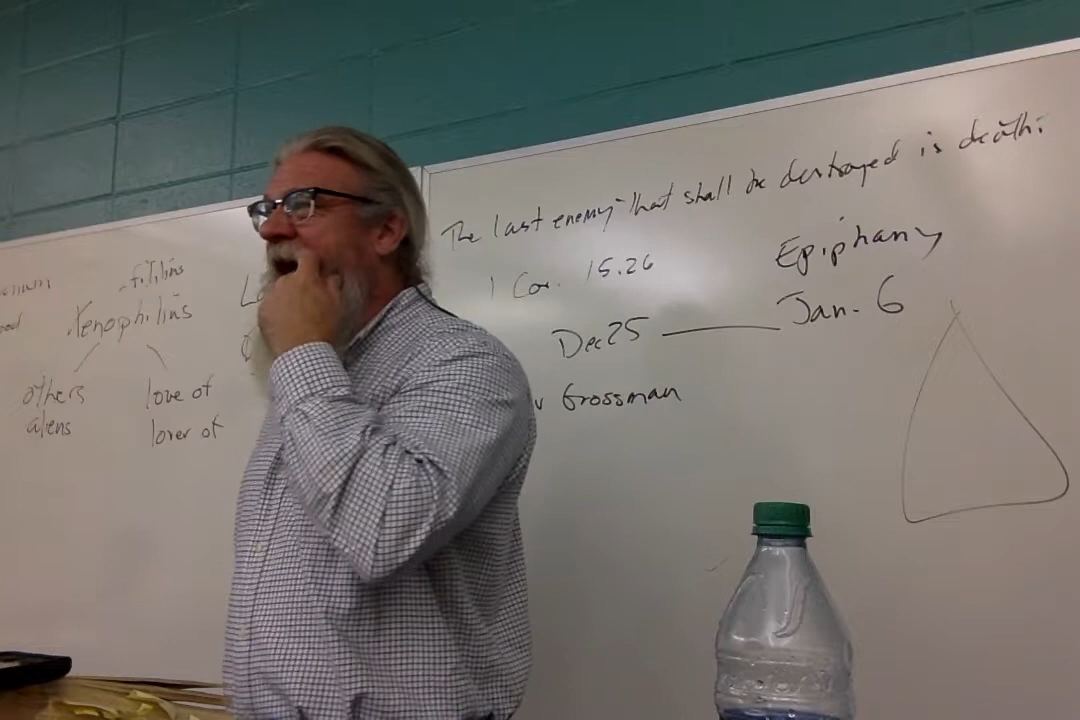 filius
Xenophilius
others
aliens
love of
lover of
The last enemy that shall be destroyed is death.
1 Cor. 15.26
Epiphany
Dec 25 — Jan. 6
Grossman